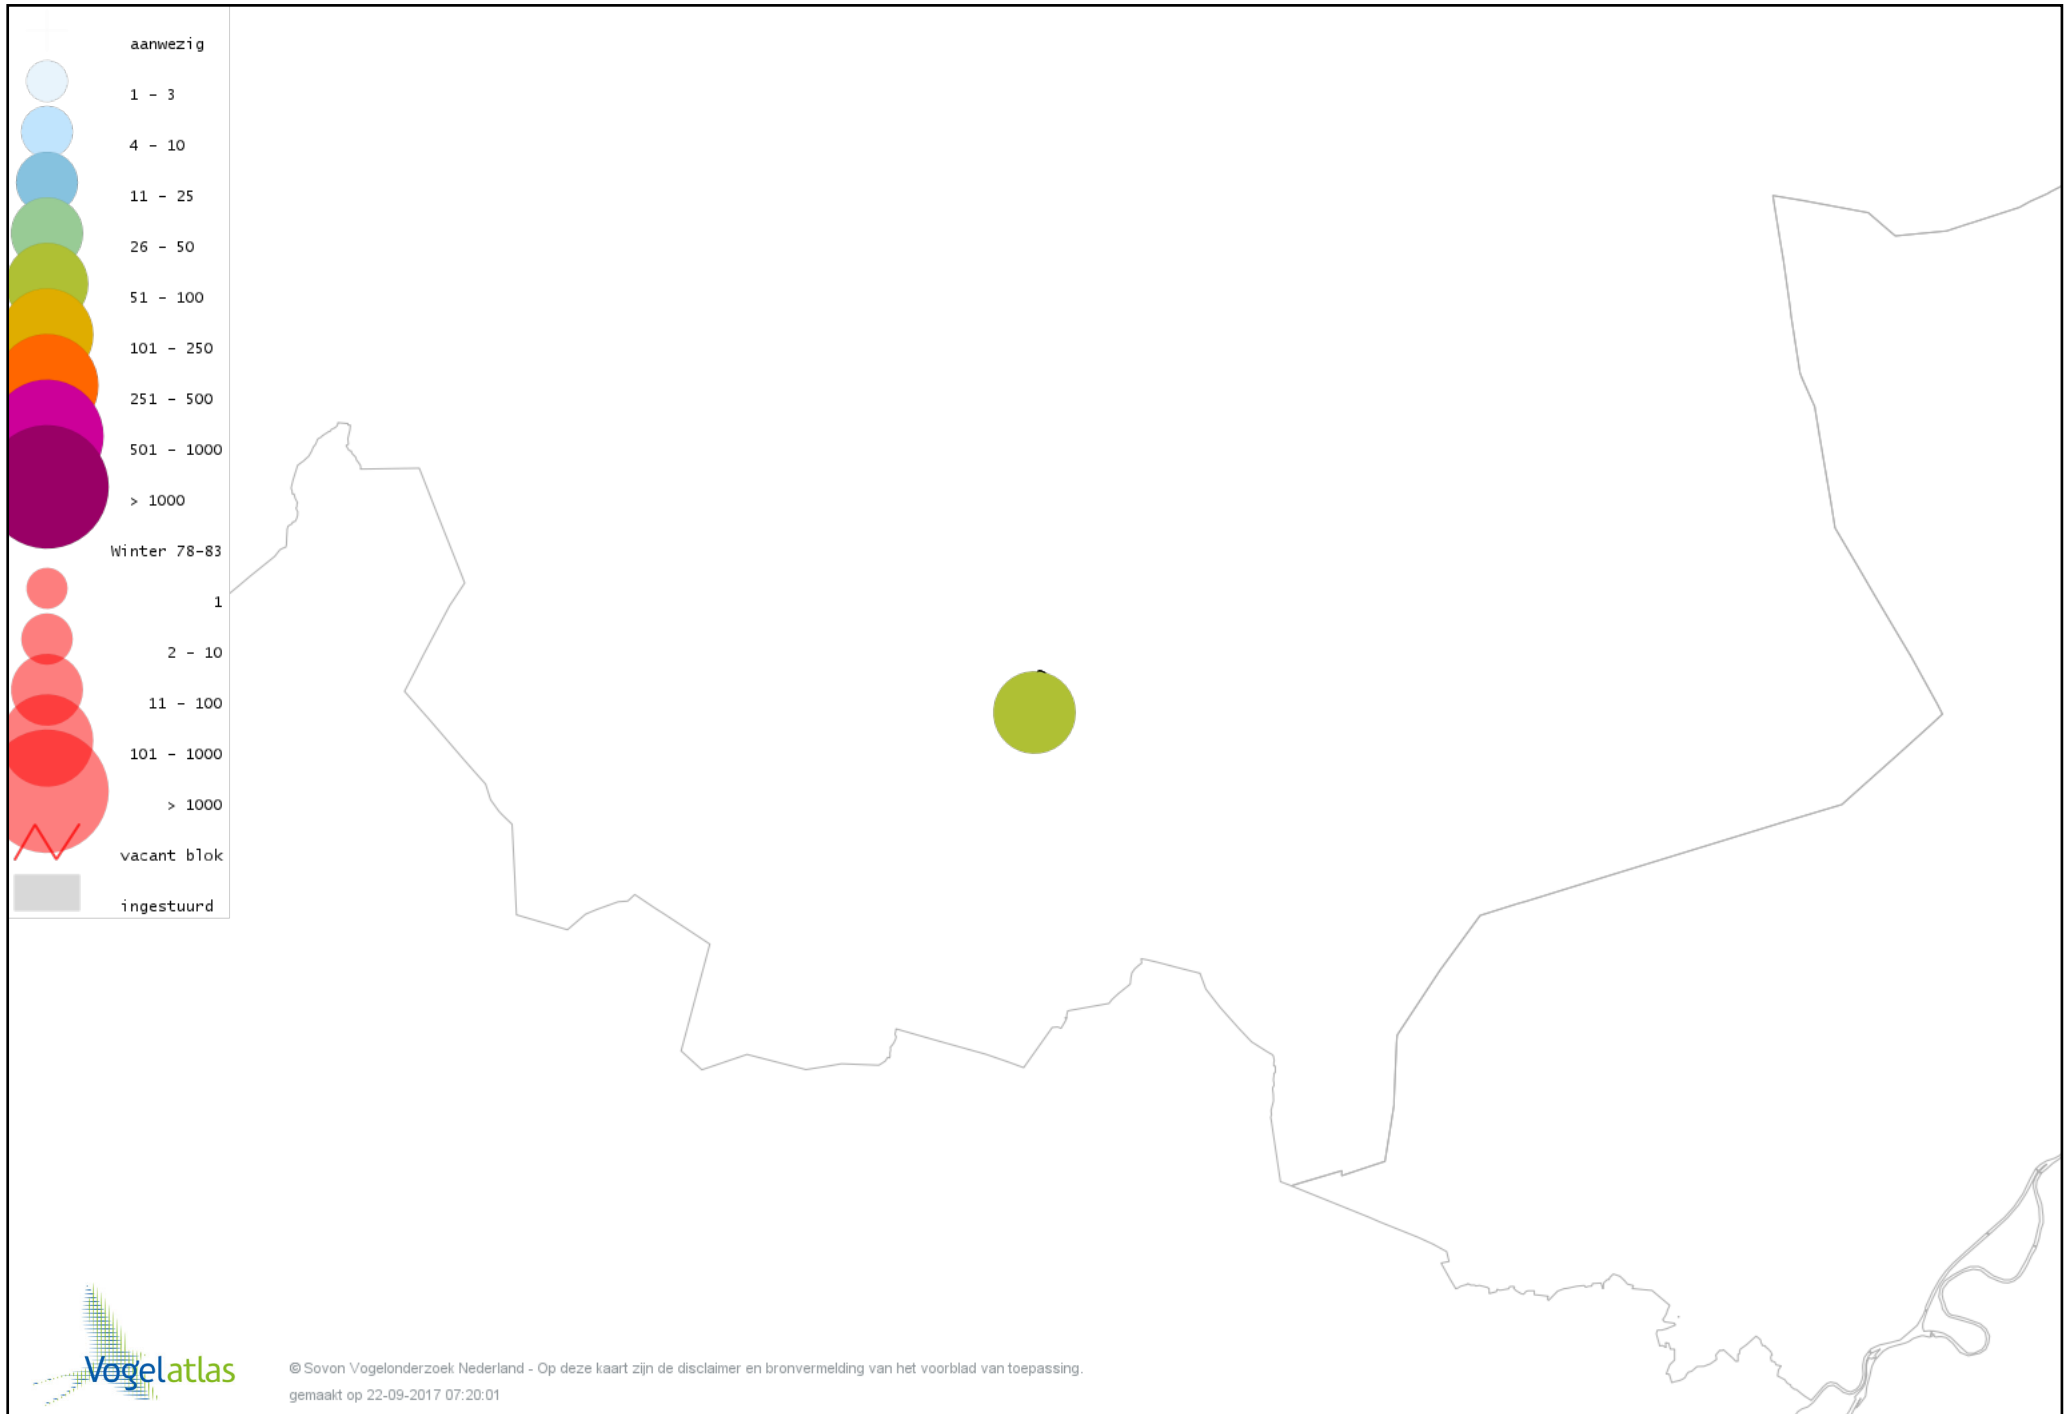 aanwezig
1 - 3
4 - 10
11 - 25
26 - 50
51 - 100
101 - 250
251 - 500
501 - 1000
> 1000
Winter 78-83
1
2 - 10
11 - 100
101 - 1000
> 1000
vacant blok
ingestuurd
Vogelatlas
© Sovon Vogelonderzoek Nederland - Op deze kaart zijn de disclaimer en bronvermelding van het voorblad van toepassing.
gemaakt op 22-09-2017 07:20:01